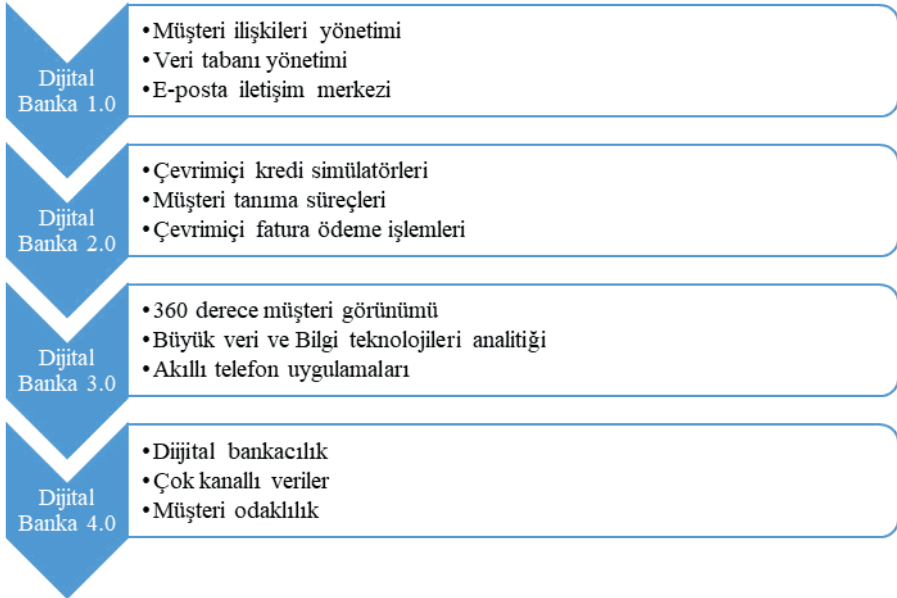 Dijital
Banka 1.0
•Müşteri ilişkileri yönetimi
•Veri tabanı yönetimi
•E-posta iletişim merkezi
Dijital
Banka 2.0
•Çevrimiçi kredi simülatörleri
•Müşteri tanıma süreçleri
•Çevrimiçi fatura ödeme işlemleri
Dijital
Banka 3.0
•360 derece müşteri görünümü
•Büyük veri ve Bilgi teknolojileri analitiği
•Akıllı telefon uygulamaları
Dijital
Banka 4.0
•Diijital bankacılık
•Çok kanallı veriler
•Müşteri odaklılık